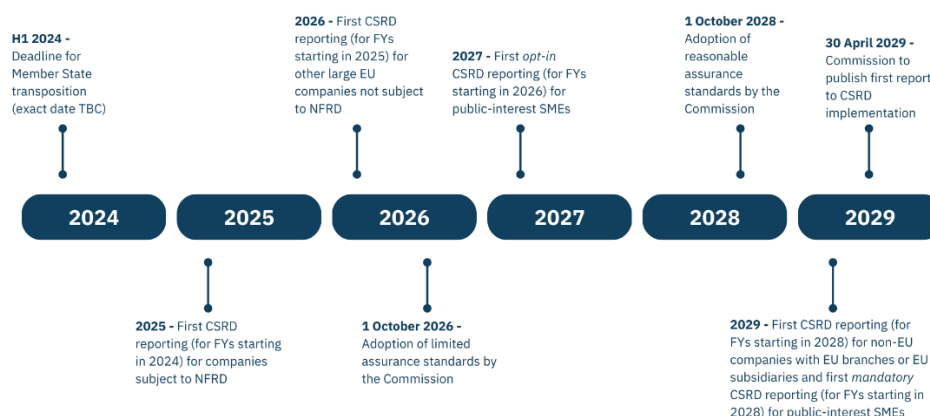 H1 2024 -
Deadline for
Member State
transposition
(exact date TBC)
2026 - First CSRD
reporting (for FYs
starting in 2025) for
other large EU
companies not subject
to NFRD
2027 - First opt-in
CSRD reporting (for FYs
starting in 2026) for
public-interest SMEs
1 October 2028 -
Adoption of
reasonable
assurance
standards by the
Commission
30 April 2029 -
Commission to
publish first report
to CSRD
implementation
2024
2025
2026
2027
2028
2029
2025 - First CSRD
reporting (for FYs starting
in 2024) for companies
subject to NFRD
1 October 2026 -
Adoption of limited
assurance standards by
the Commission
2029 - First CSRD reporting (for
FYs starting in 2028) for non-EU
companies with EU branches or EU
subsidiaries and first mandatory
CSRD reporting (for FYs starting in
2028) for public-interest SMEs